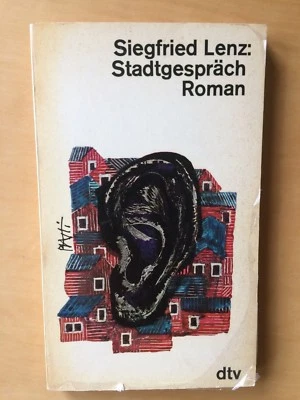 Siegfried Lenz:
Stadtgespräch
Roman
dtv